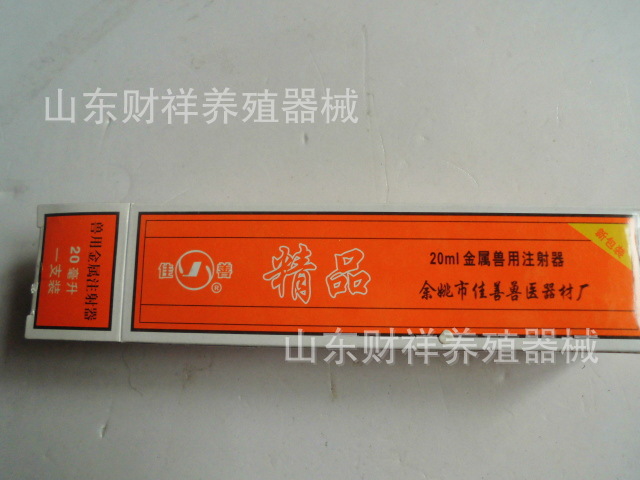 山东财祥养殖器械
兽用金属注射器
20毫升
一支装
佳善®
精品
新包装
20ml金属兽用注射器
余姚市佳善兽医器材厂
山东财祥养殖器械